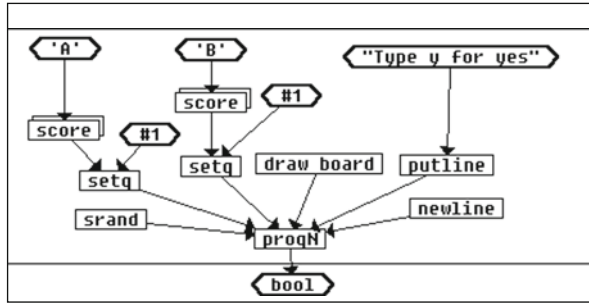 'A'
'B'
"Type y for yes"
score
#1
score
#1
setq
setq
draw board
putline
srand
newline
progN
bool